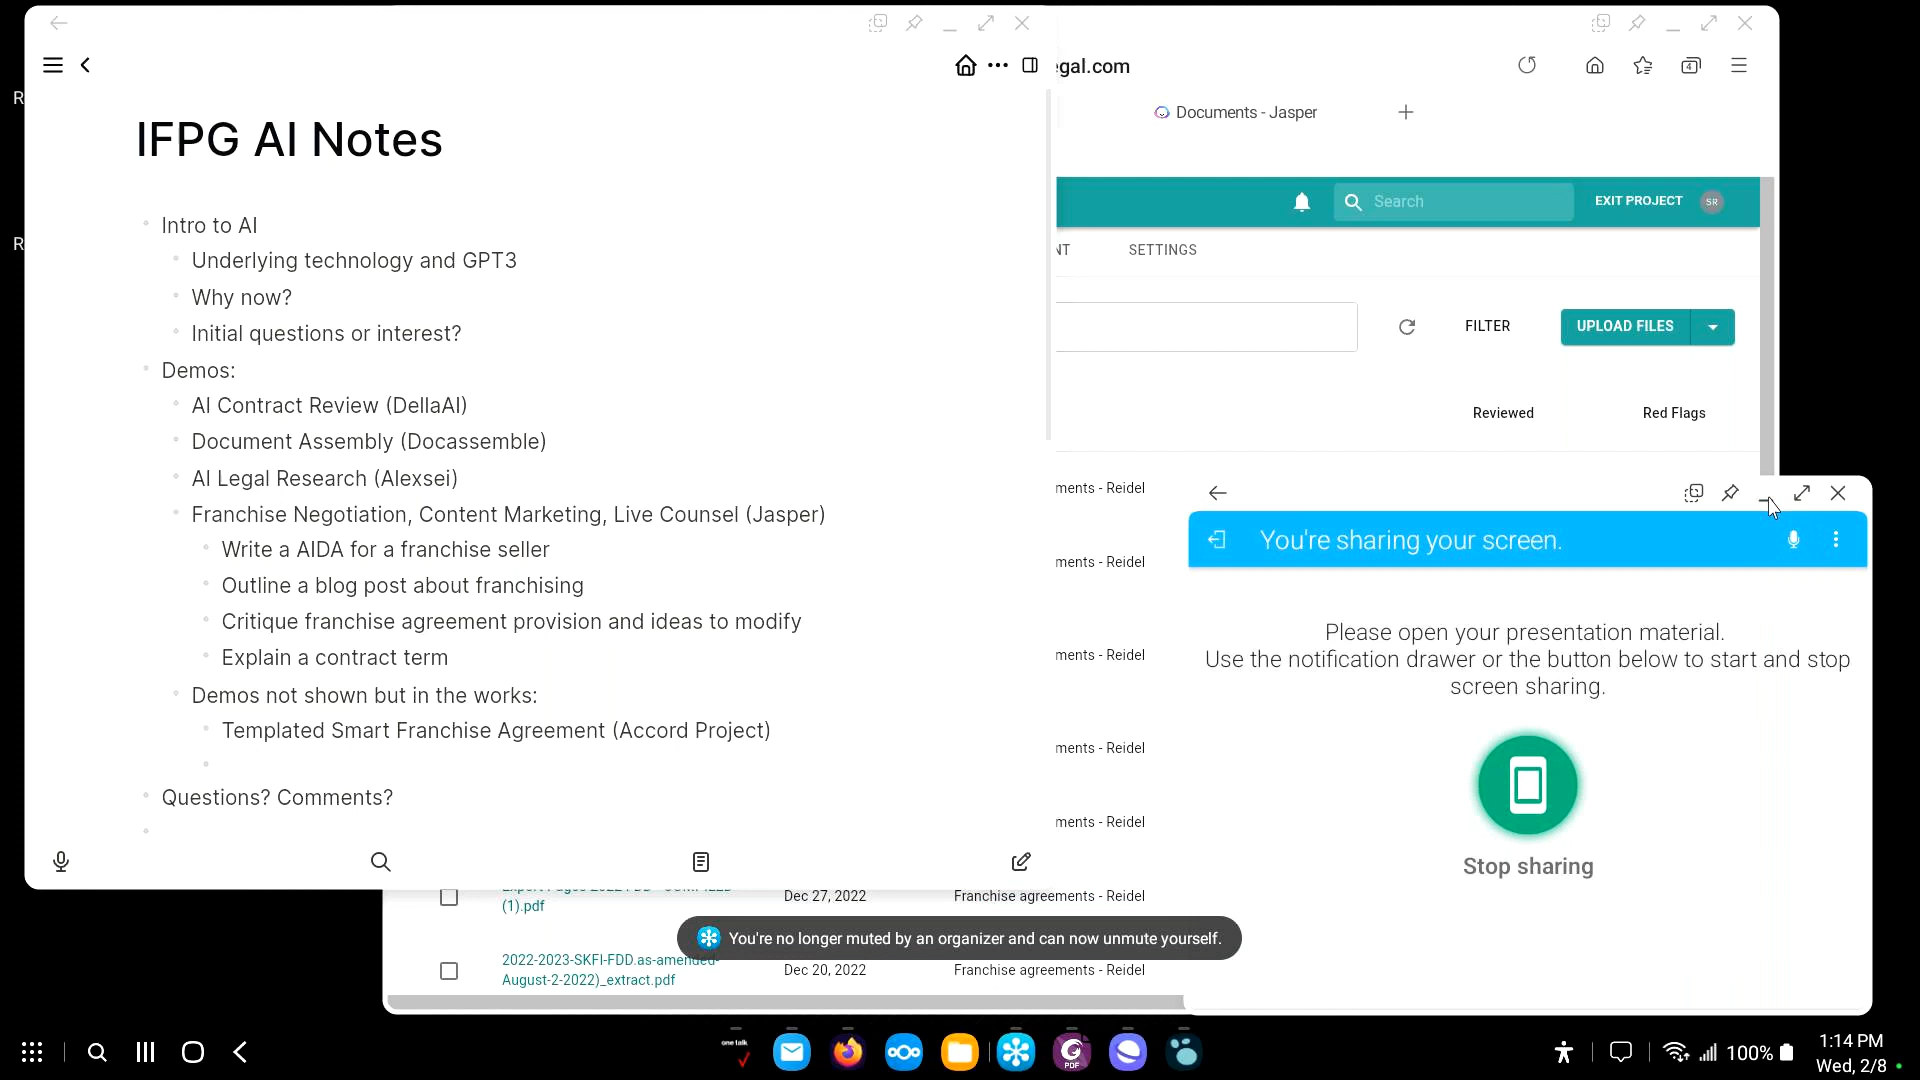 R
R
IFPG AI Notes
Intro to AI
Underlying technology and GPT3
Why now?
Initial questions or interest?
Demos:
AI Contract Review (DellaAI)
Document Assembly (Docassemble)
AI Legal Research (Alexsei)
Franchise Negotiation, Content Marketing, Live Counsel (Jasper)
Write a AIDA for a franchise seller
Outline a blog post about franchising
Critique franchise agreement provision and ideas to modify
Explain a contract term
Demos not shown but in the works:
Templated Smart Franchise Agreement (Accord Project)
Questions? Comments?
gal.com
4
Documents - Jasper
Search
EXIT PROJECT
SR
NT
SETTINGS
FILTER
UPLOAD FILES
Reviewed
Red Flags
ments - Reidel
ments - Reidel
ments - Reidel
ments - Reidel
ments - Reidel
(1).pdf
Dec 27, 2022
Franchise agreements - Reidel
2022-2023-SKFI-FDD.as-amended-
August-2-2022)_extract.pdf
Dec 20, 2022
Franchise agreements - Reidel
You're sharing your screen.
Please open your presentation material.
Use the notification drawer or the button below to start and stop
screen sharing.
Stop sharing
You're no longer muted by an organizer and can now unmute yourself.
one talk
PDF
100%
1:14 PM
Wed, 2/8